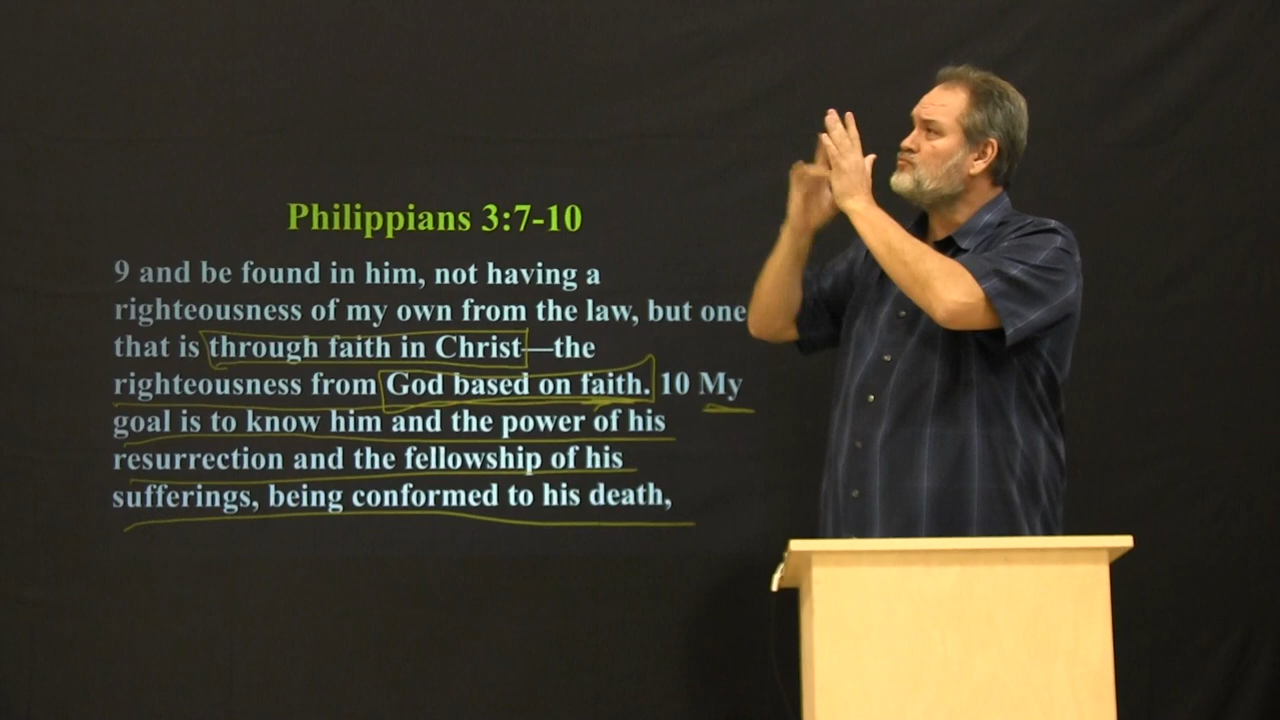 Philippians 3:7-10
9 and be found in him, not having a
righteousness of my own from the law, but one
that is through faith in Christ—the
righteousness from God based on faith. 10 My
goal is to know him and the power of his
resurrection and the fellowship of his
sufferings, being conformed to his death,